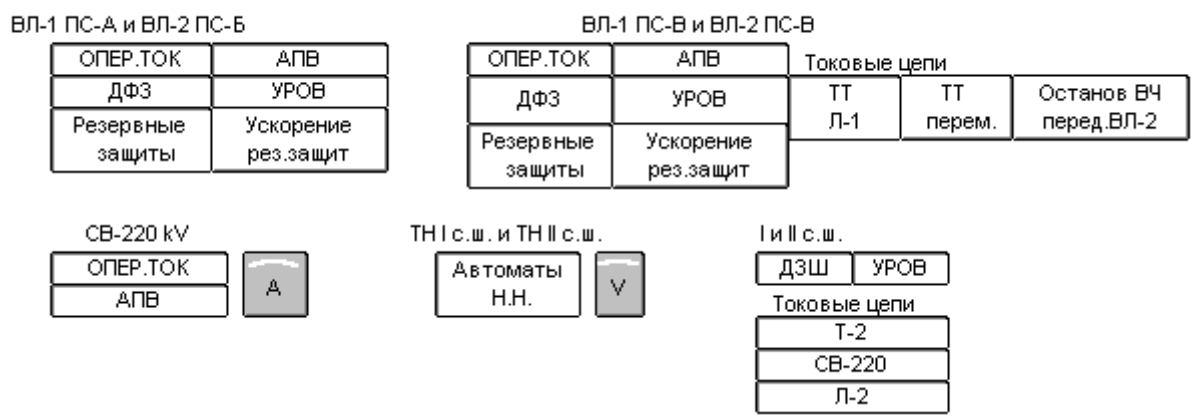 ВЛ-1 ПС-А и ВЛ-2 ПС-Б
ОПЕР.ТОК АПВ
ДФЗ УРОВ
Резервные защиты Ускорение рез.защит
ВЛ-1 ПС-В и ВЛ-2 ПС-В
ОПЕР.ТОК АПВ
ДФЗ УРОВ
Резервные защиты Ускорение рез.защит
Токовые цепи
ТТ Л-1 ТТ перем. Останов ВЧ перед.ВЛ-2
СВ-220 kV
ОПЕР.ТОК
АПВ
А
ТН I с.ш. и ТН II с.ш.
Автоматы
Н.Н.
V
I и II с.ш.
ДЗШ УРОВ
Токовые цепи
Т-2
СВ-220
Л-2